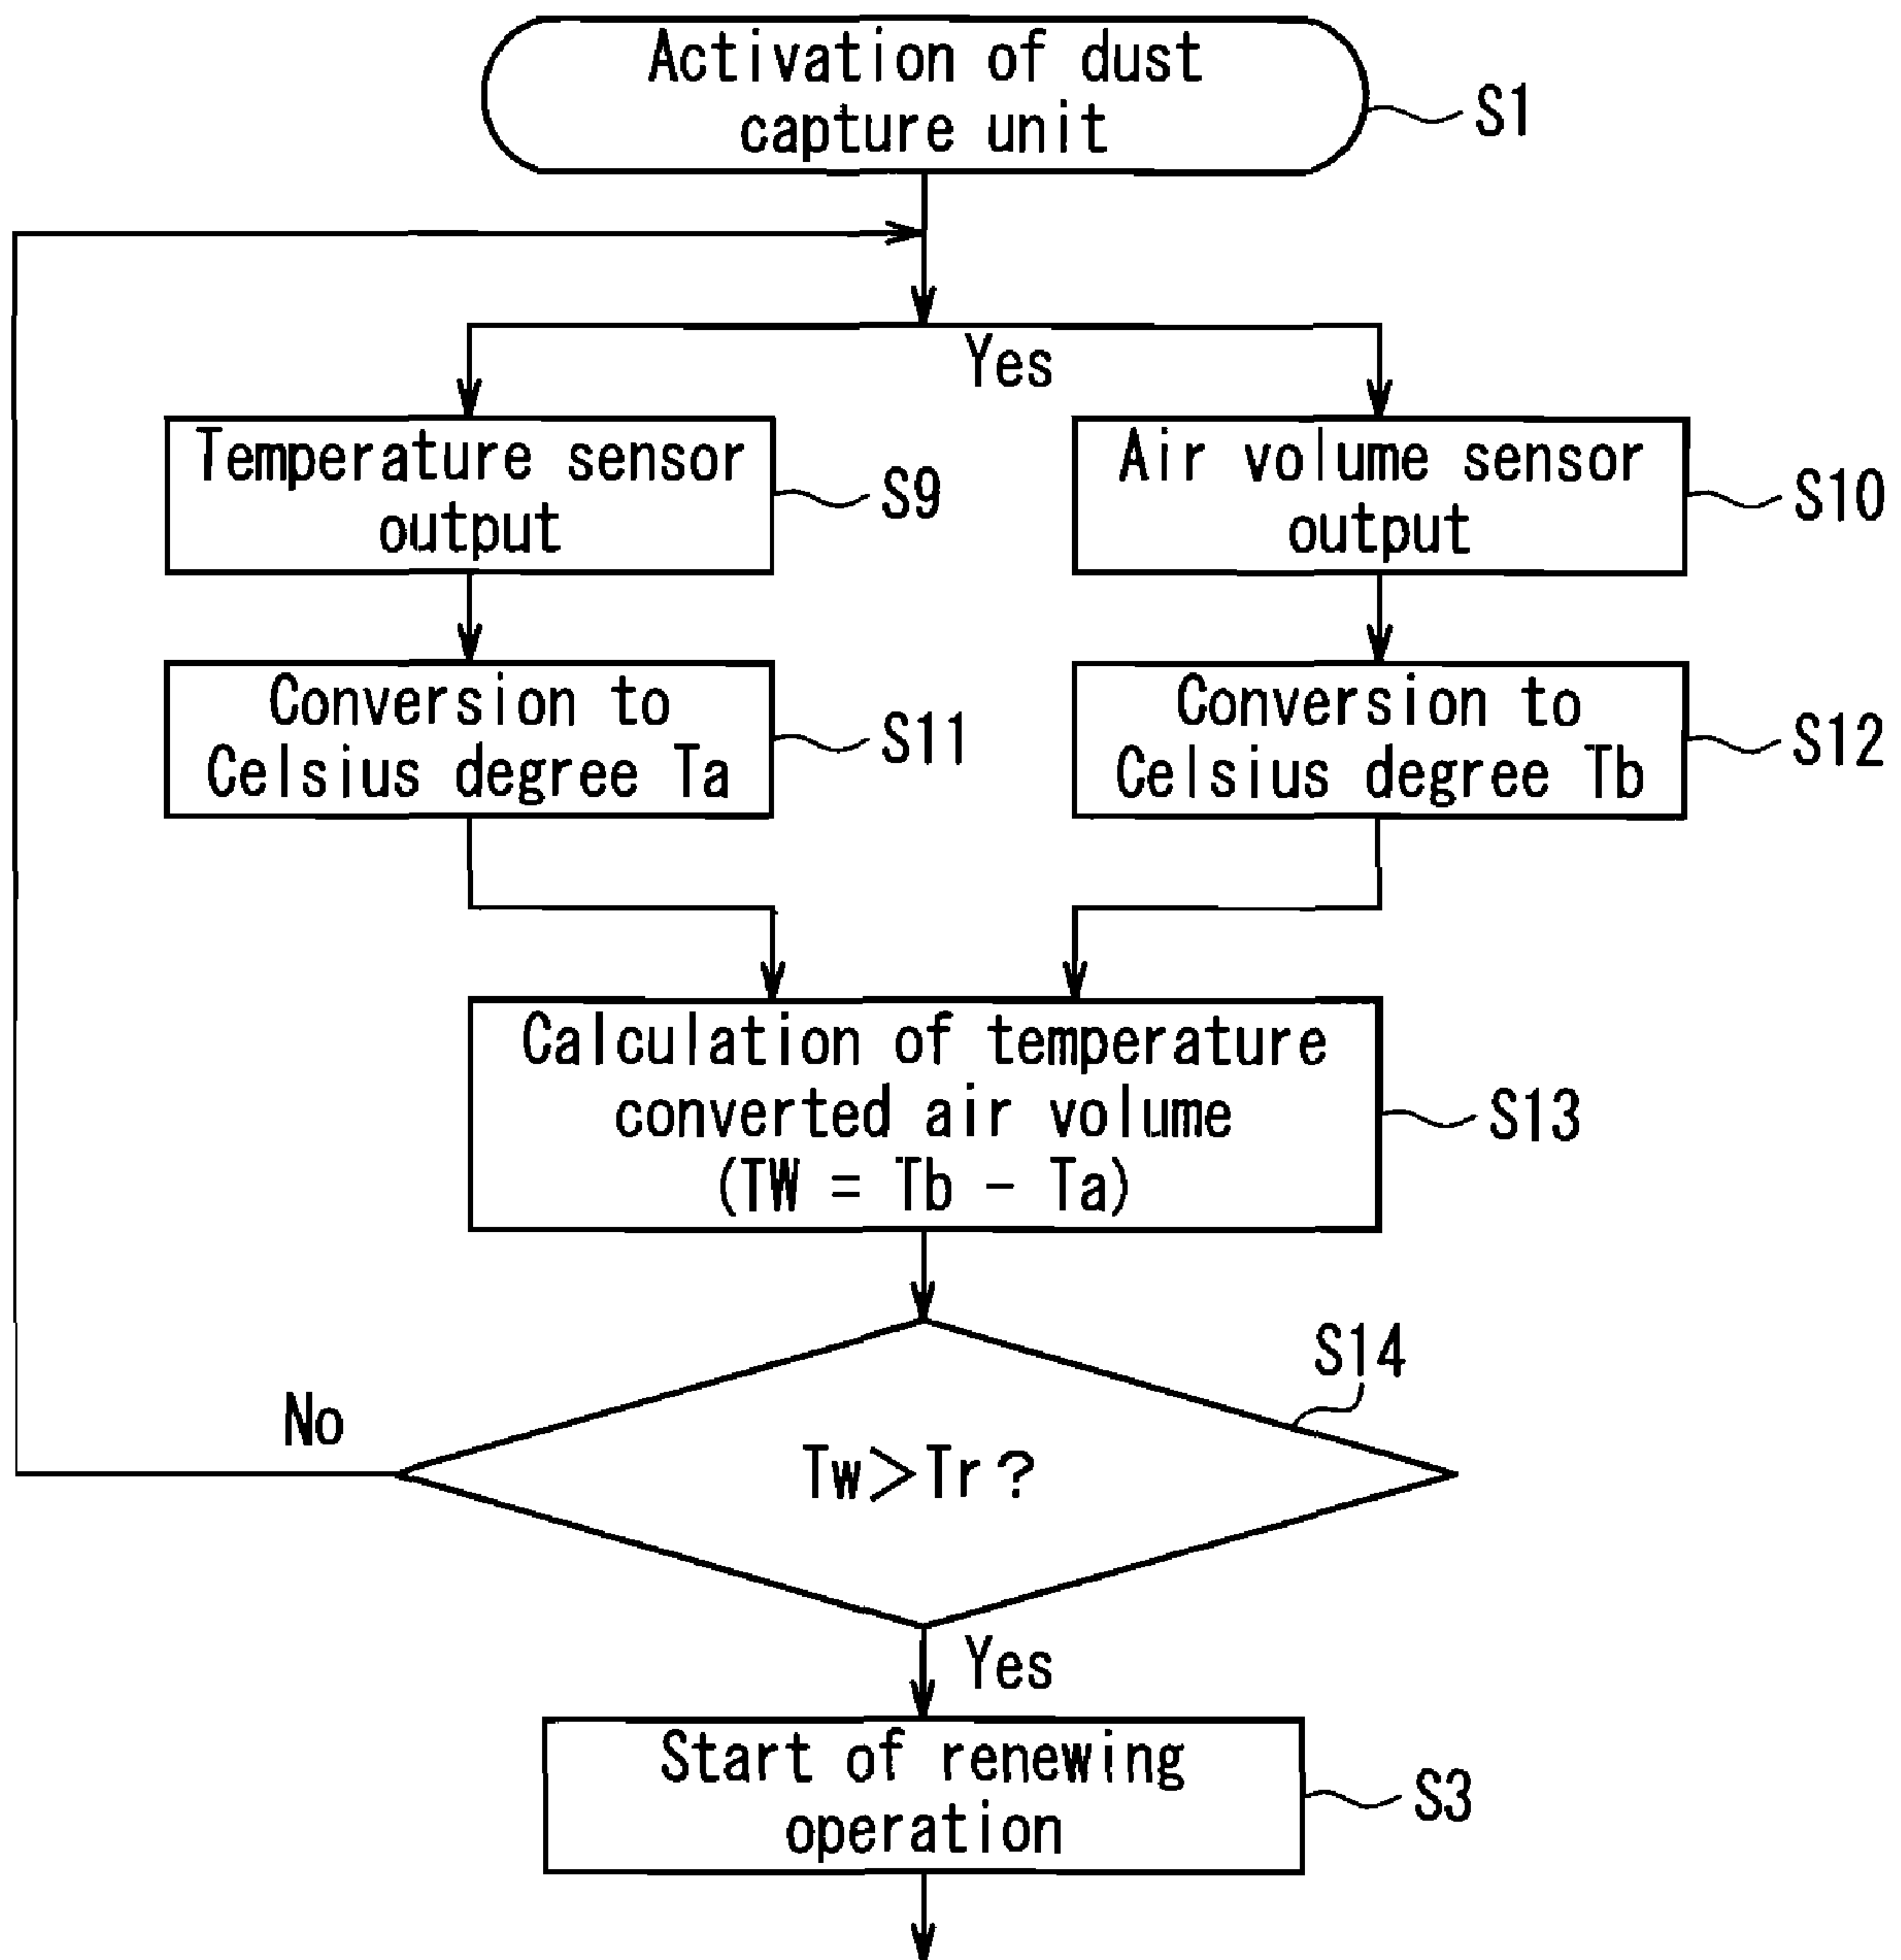 Activation of dust
capture unit
S1
Yes
Temperature sensor
output
S9
Air volume sensor
output
S10
Conversion to
Celsius degree Ta
S11
Conversion to
Celsius degree Tb
S12
Calculation of temperature
converted air volume
(TW = Tb - Ta)
S13
S14
No
Tw>Tr?
Yes
Start of renewing
operation
S3